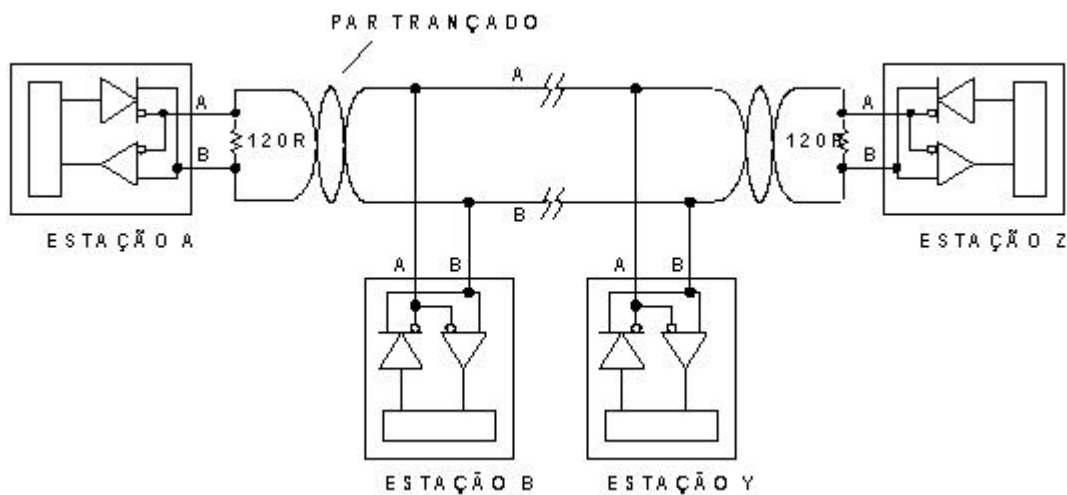 PAR TRANÇADO
A
A
A
120R
120R
B
B
B
ESTAÇÃO A
ESTAÇÃO Z
A B
A B
ESTAÇÃO B
ESTAÇÃO Y